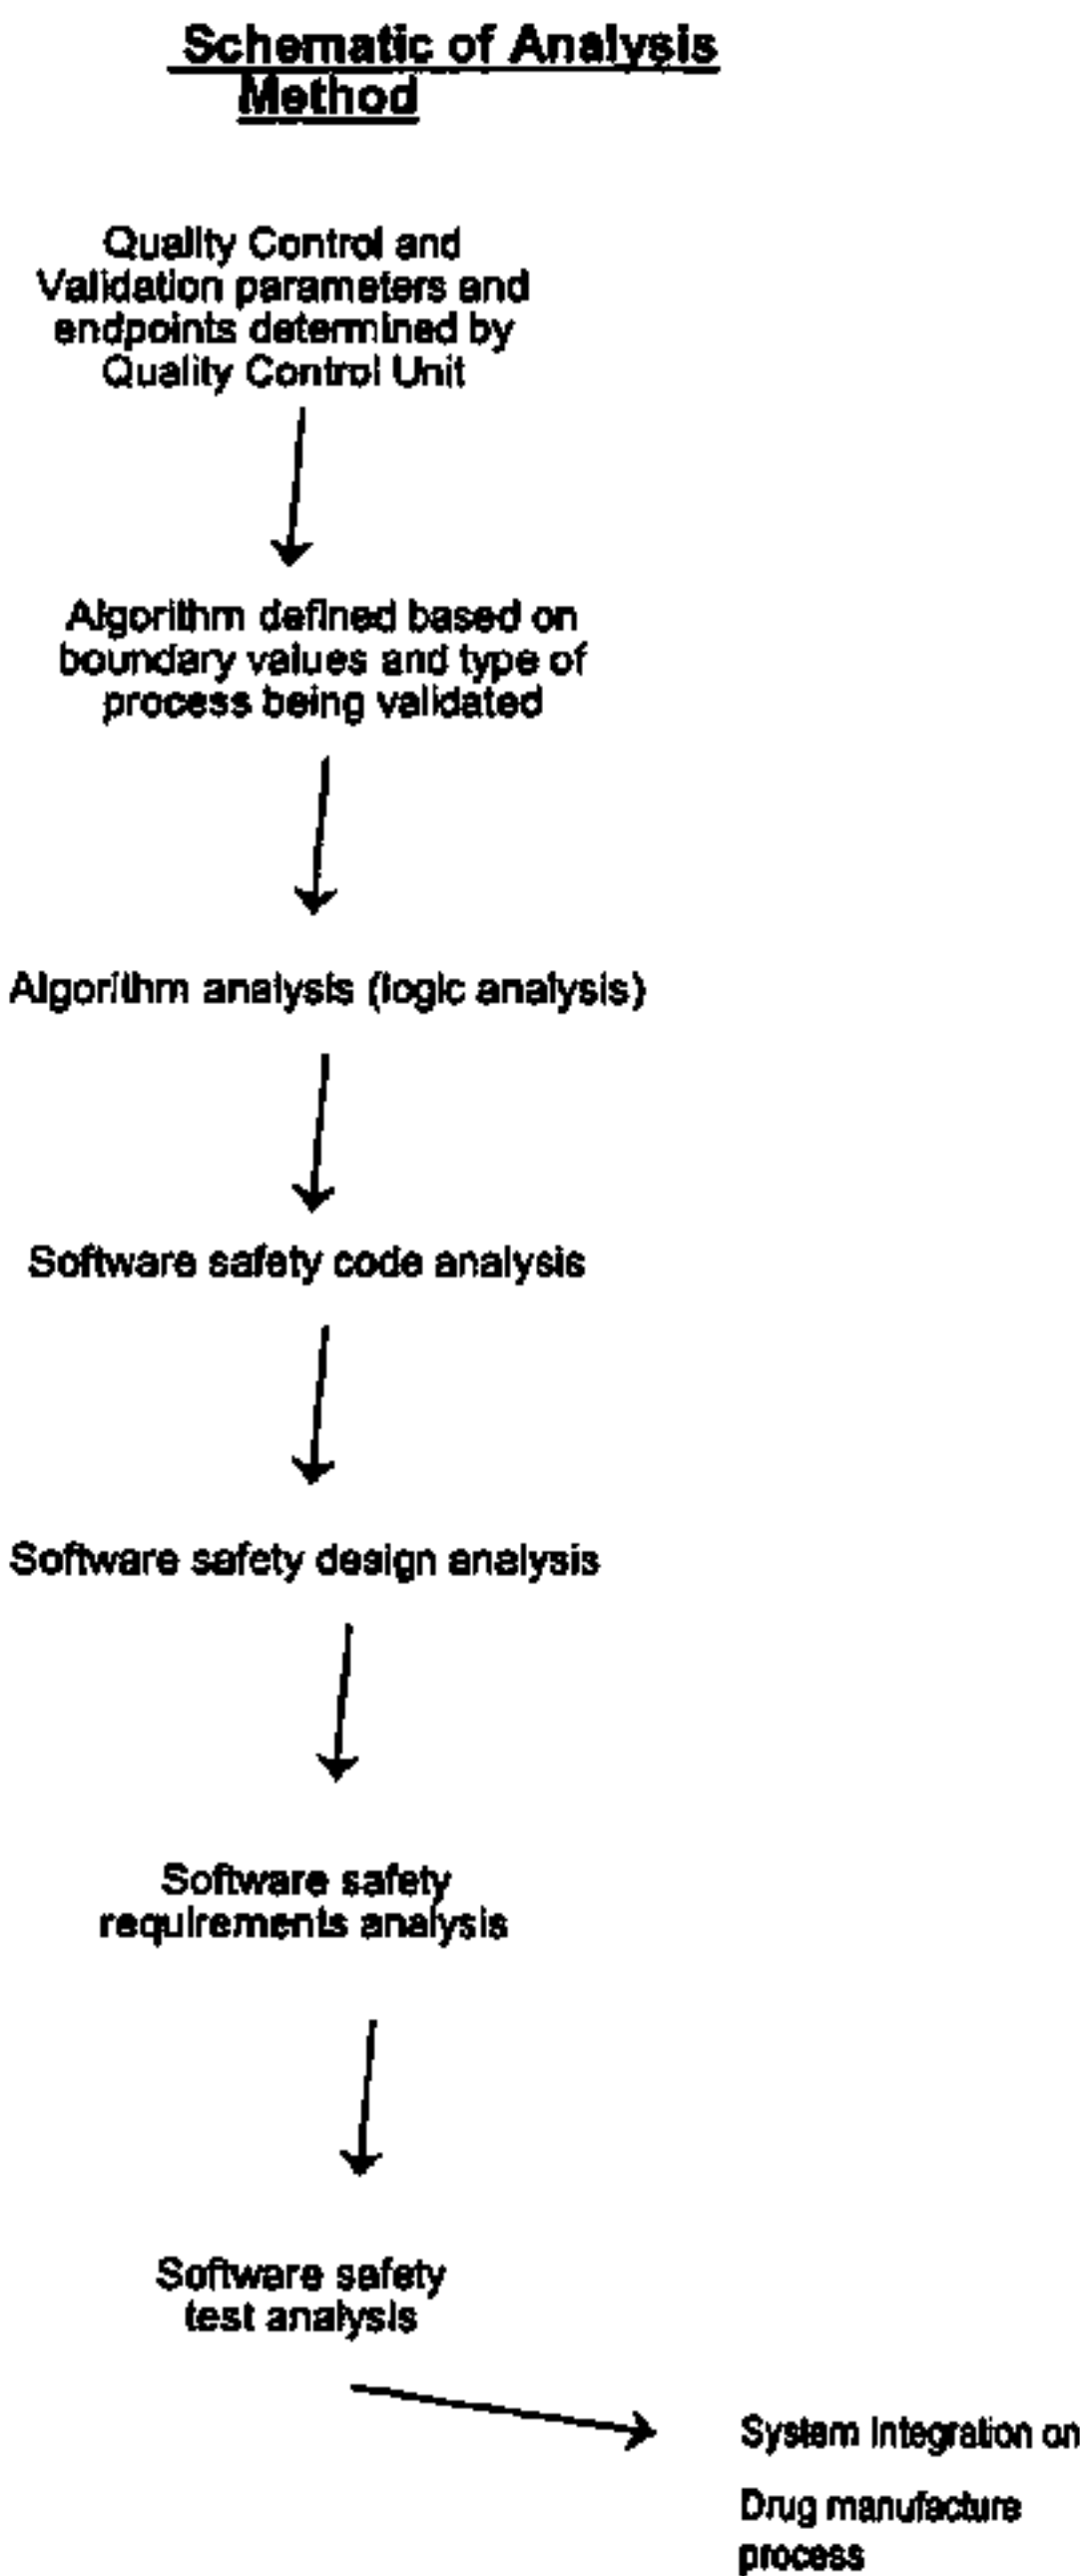 Schematic of Analysis
Method
Quality Control and
Validation parameters and
endpoints determined by
Quality Control Unit
Algorithm defined based on
boundary values and type of
process being validated
Algorithm analysis (logic analysis)
Software safety code analysis
Software safety design analysis
Software safety
requirements analysis
Software safety
test analysis
System Integration on
Drug manufacture
process